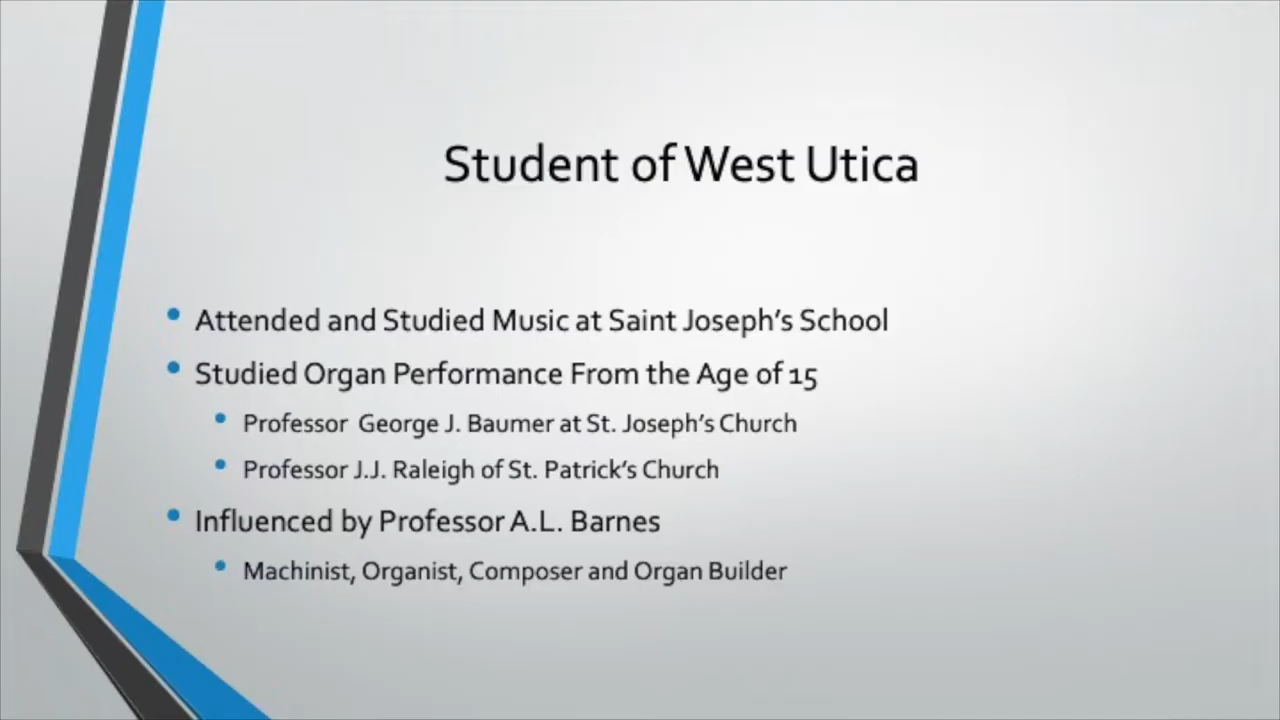 Student of West Utica
• Attended and Studied Music at Saint Joseph's School
• Studied Organ Performance From the Age of 15
• Professor  George J. Baumer at St. Joseph's Church
• Professor J.J. Raleigh of St. Patrick's Church
• Influenced by Professor A.L. Barnes
• Machinist, Organist, Composer and Organ Builder